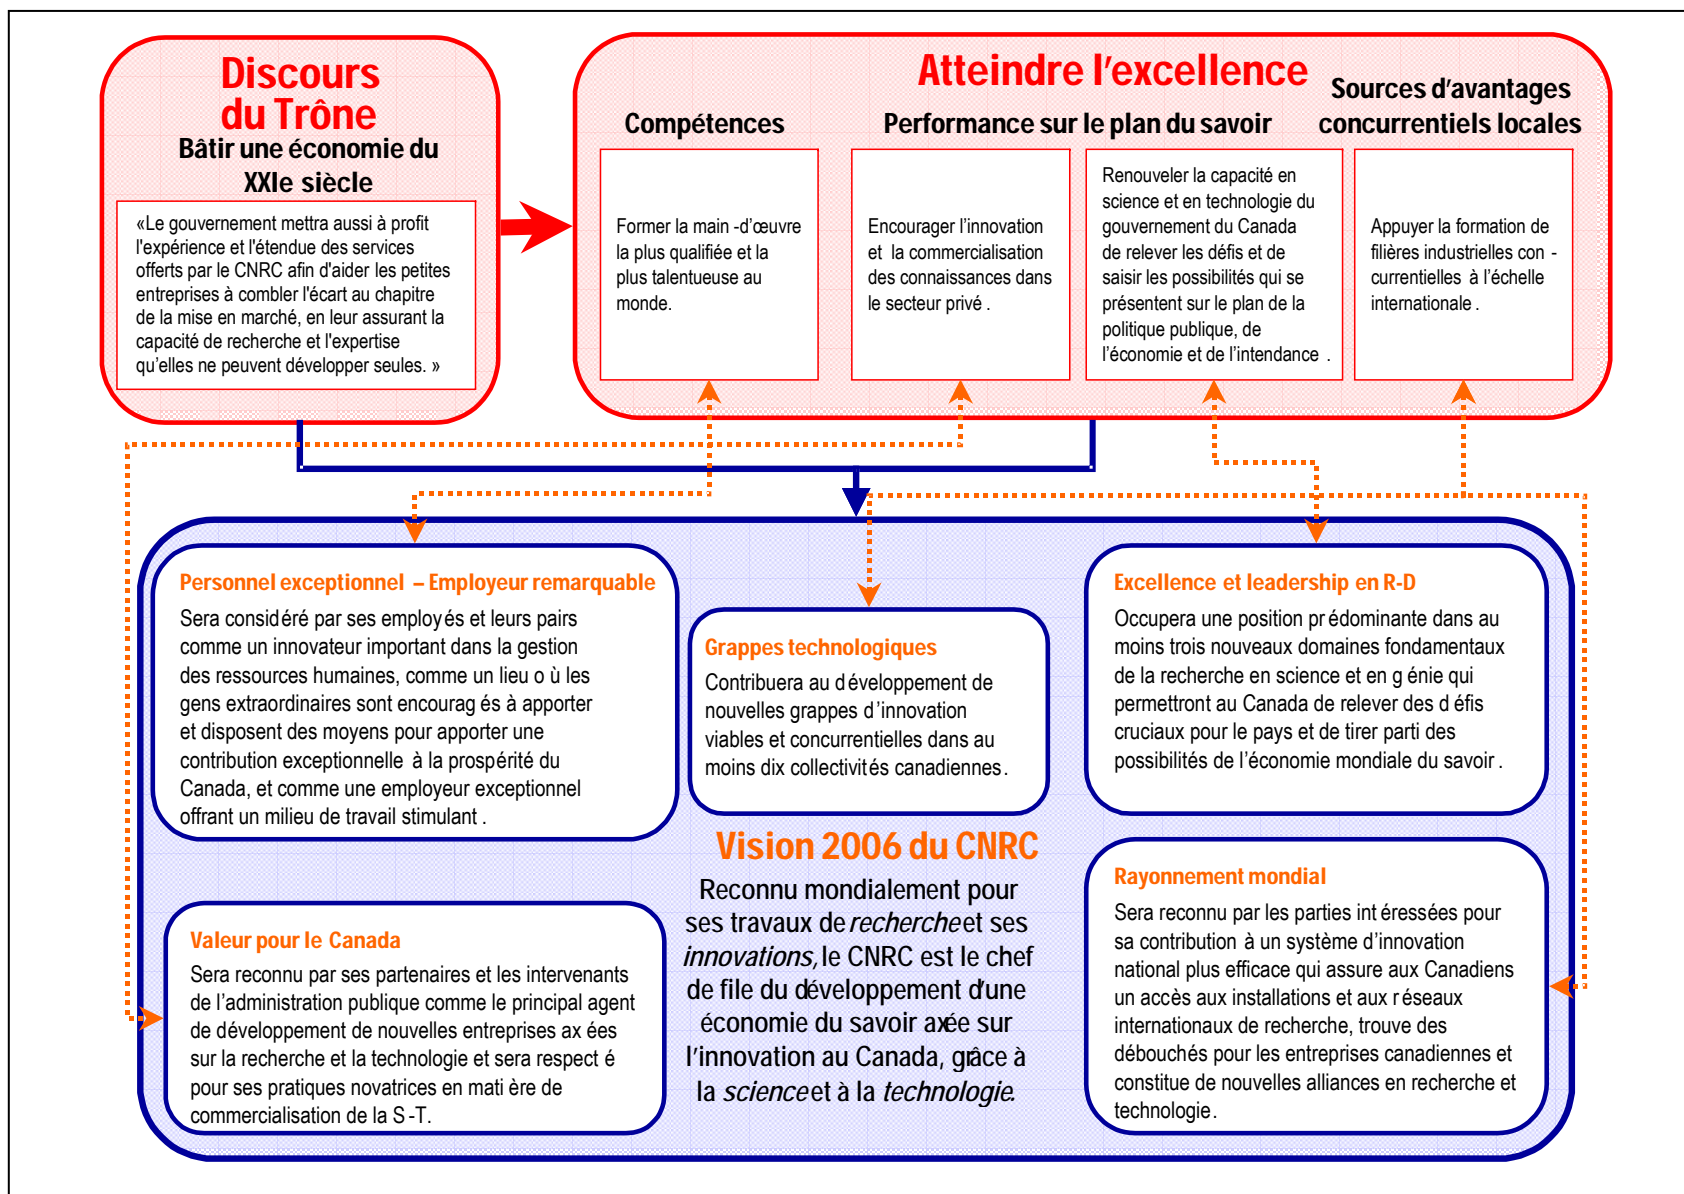 Discours
du Trône
Bâtir une économie du
XXIe siècle
«Le gouvernement mettra aussi à profit
l'expérience et l'étendue des services
offerts par le CNRC afin d'aider les petites
entreprises à combler l'écart au chapitre
de la mise en marché, en leur assurant la
capacité de recherche et l'expertise
qu'elles ne peuvent développer seules. »
Atteindre l'excellence
Compétences
Former la main -d'œuvre
la plus qualifiée et la
plus talentueuse au
monde.
Performance sur le plan du savoir
Encourager l'innovation
et la commercialisation
des connaissances dans
le secteur privé .
Renouveler la capacité en
science et en technologie du
gouvernement du Canada
de relever les défis et de
saisir les possibilités qui se
présentent sur le plan de la
politique publique, de
l'économie et de l'intendance .
Sources d'avantages
concurrentiels locales
Appuyer la formation de
filières industrielles con -
currentielles à l'échelle
internationale .
Personnel exceptionnel – Employeur remarquable
Sera considéré par ses employés et leurs pairs
comme un innovateur important dans la gestion
des ressources humaines, comme un lieu o ù les
gens extraordinaires sont encourag és à apporter
et disposent des moyens pour apporter une
contribution exceptionnelle à la prospérité du
Canada, et comme une employeur exceptionnel
offrant un milieu de travail stimulant .
Grappes technologiques
Contribuera au développement de
nouvelles grappes d'innovation
viables et concurrentielles dans au
moins dix collectivités canadiennes.
Excellence et leadership en R-D
Occupera une position pr édominante dans au
moins trois nouveaux domaines fondamentaux
de la recherche en science et en g énie qui
permettront au Canada de relever des d éfis
cruciaux pour le pays et de tirer parti des
possibilités de l'économie mondiale du savoir .
Vision 2006 du CNRC
Reconnu mondialement pour
ses travaux de recherche et ses
innovations, le CNRC est le chef
de file du développement d'une
économie du savoir axée sur
l'innovation au Canada, grâce à
la science et à la technologie.
Valeur pour le Canada
Sera reconnu par ses partenaires et les intervenants
de l'administration publique comme le principal agent
de développement de nouvelles entreprises ax ées
sur la recherche et la technologie et sera respect é
pour ses pratiques novatrices en mati ère de
commercialisation de la S -T.
Rayonnement mondial
Sera reconnu par les parties int éressées pour
sa contribution à un système d'innovation
national plus efficace qui assure aux Canadiens
un accès aux installations et aux r éseaux
internationaux de recherche, trouve des
débouchés pour les entreprises canadiennes et
constitue de nouvelles alliances en recherche et
technologie.